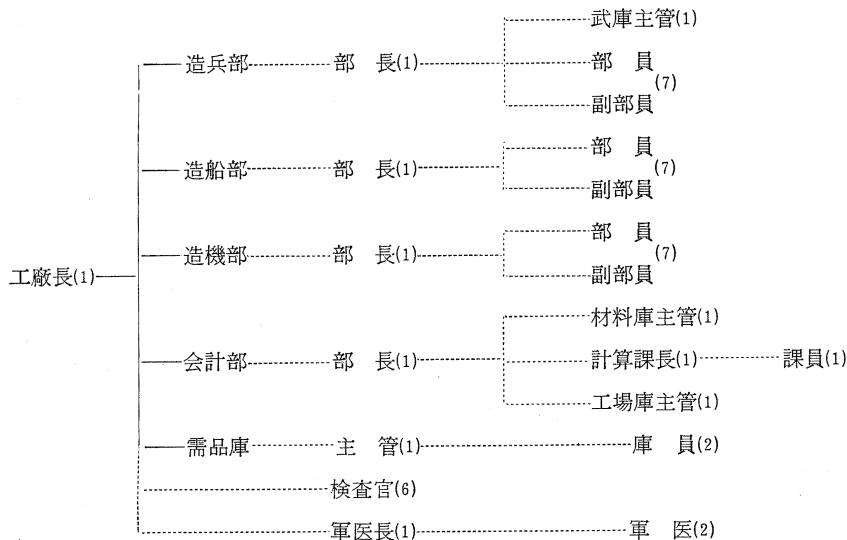 武庫主管(1)
造兵部 部 長(1) 部 員
(7)
副部員
部 員
造船部 部 長(1) (7)
副部員
部 員
造機部 部 長(1) (7)
副部員
工廠長(1)
材料庫主管(1)
会計部 部 長(1) 計算課長(1) 課員(1)
工場庫主管(1)
需品庫 主 管(1) 庫 員(2)
検査官(6)
軍医長(1) 軍 医(2)